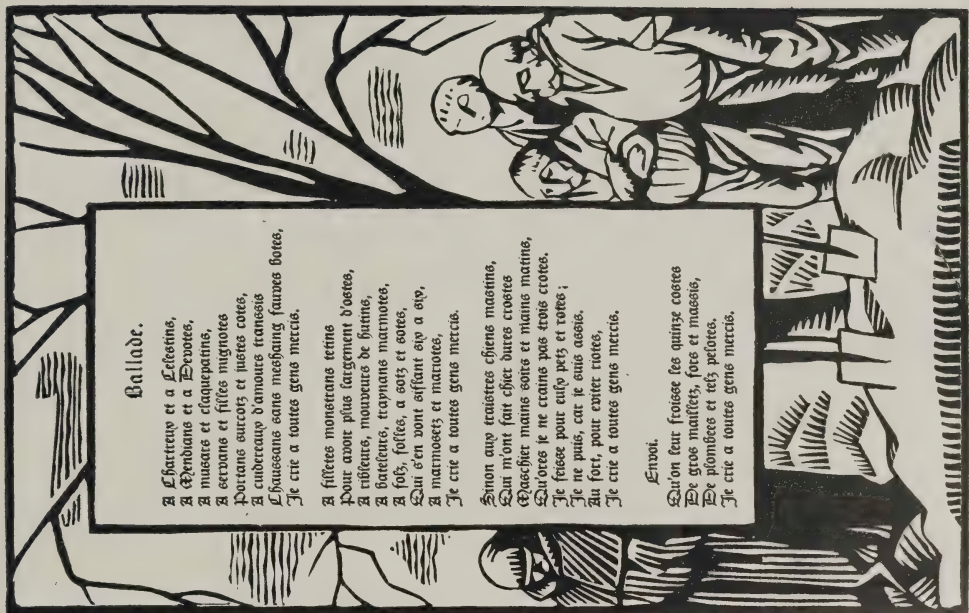 Ballade.
A Chartreux et a Celestins,
A Mendians et a Devotes,
A musars et claquepatins,
A servans et filles mignotes
Portans surcotz et justes cotes,
A cuidereaux d'amours transsis
Chaussans sans meshaing fauves botes,
Je crie a toutes gens mercis.
A filletes monstrans tetins
Pour avoir plus largement d'ostes,
A ribleurs, mouveurs de hutins,
A bateleurs, traynans marmotes,
A folz, folles, a sotz et sotes,
Qui s'en vont siffant six a six,
A marmosetz et mariotes,
Je crie a toutes gens mercis.
Sinon aux traistres chiens mastins,
Qui m'ont fait chier dures crostes
Maschier mains soirs et mains matins,
Qu'ores je ne crains pas trois crotes.
Je feisse pour eulx petz et rotes ;
Je ne puis, car je suis assis.
Au fort, pour eviter riotes,
Je crie a toutes gens mercis.
Envoi.
Qu'on leur froisse les quinze costes
De gros mailletz, fors et massis,
De plombees et telz pelotes.
Je crie a toutes gens mercis.